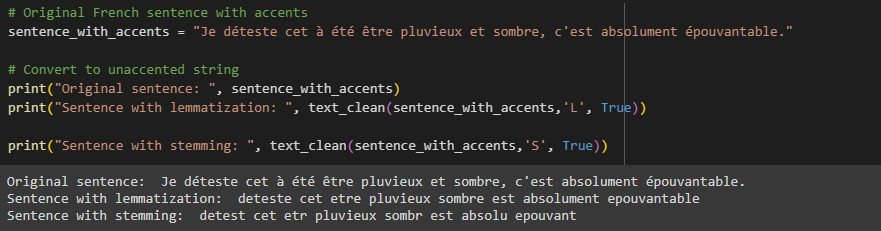 # Original French sentence with accents
sentence_with_accents = "Je déteste cet à été être pluvieux et sombre, c'est absolument épouvantable."
# Convert to unaccented string
print("Original sentence: ", sentence_with_accents)
print("Sentence with lemmatization: ", text_clean(sentence_with_accents,'L', True))
print("Sentence with stemming: ", text_clean(sentence_with_accents,'S', True))
Original sentence:  Je déteste cet à été être pluvieux et sombre, c'est absolument épouvantable.
Sentence with lemmatization:  deteste cet etre pluvieux sombre est absolument epouvantable
Sentence with stemming:  detest cet etr pluvieux sombr est absolu epouvant